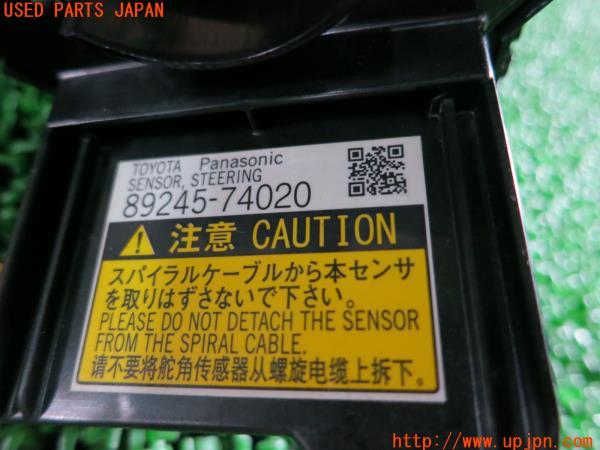 USED PARTS JAPAN
TOYOTA Panasonic
SENSOR, STEERING
89245-74020
注意 CAUTION
スパイラルケーブルから本センサ
を取りはずさないで下さい。
PLEASE DO NOT DETACH THE SENSOR
FROM THE SPIRAL CABLE.
请不要将舵角传感器从螺旋电缆上拆下。
http://www.upjpn.com/